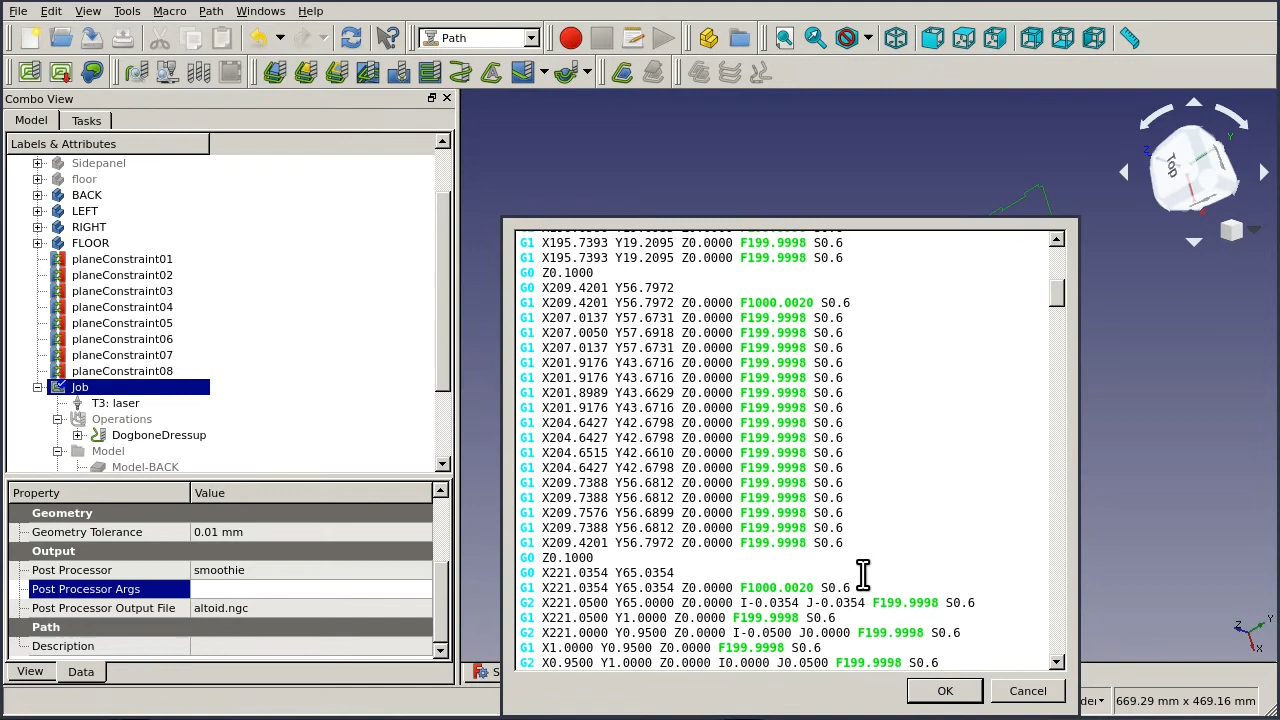 File Edit View Tools Macro Path Windows Help
Path
Combo View
Model Tasks
Labels & Attributes
Sidepanel
floor
BACK
LEFT
RIGHT
FLOOR
planeConstraint01
planeConstraint02
planeConstraint03
planeConstraint04
planeConstraint05
planeConstraint06
planeConstraint07
planeConstraint08
Job
T3: laser
Operations
DogboneDressup
Model
Model-BACK
Property Value
Geometry
Geometry Tolerance 0.01 mm
Output
Post Processor smoothie
Post Processor Args
Post Processor Output File altoid.ngc
Path
Description
View Data
Top
Z Y
G1 X195.7393 Y19.2095 Z0.0000 F199.9998 S0.6
G1 X195.7393 Y19.2095 Z0.0000 F199.9998 S0.6
G0 Z0.1000
G0 X209.4201 Y56.7972
G1 X209.4201 Y56.7972 Z0.0000 F1000.0020 S0.6
G1 X207.0137 Y57.6731 Z0.0000 F199.9998 S0.6
G1 X207.0050 Y57.6918 Z0.0000 F199.9998 S0.6
G1 X207.0137 Y57.6731 Z0.0000 F199.9998 S0.6
G1 X201.9176 Y43.6716 Z0.0000 F199.9998 S0.6
G1 X201.9176 Y43.6716 Z0.0000 F199.9998 S0.6
G1 X201.8989 Y43.6629 Z0.0000 F199.9998 S0.6
G1 X201.9176 Y43.6716 Z0.0000 F199.9998 S0.6
G1 X204.6427 Y42.6798 Z0.0000 F199.9998 S0.6
G1 X204.6427 Y42.6798 Z0.0000 F199.9998 S0.6
G1 X204.6515 Y42.6610 Z0.0000 F199.9998 S0.6
G1 X204.6427 Y42.6798 Z0.0000 F199.9998 S0.6
G1 X209.7388 Y56.6812 Z0.0000 F199.9998 S0.6
G1 X209.7388 Y56.6812 Z0.0000 F199.9998 S0.6
G1 X209.7576 Y56.6899 Z0.0000 F199.9998 S0.6
G1 X209.7388 Y56.6812 Z0.0000 F199.9998 S0.6
G1 X209.4201 Y56.7972 Z0.0000 F199.9998 S0.6
G0 Z0.1000
G0 X221.0354 Y65.0354
G1 X221.0354 Y65.0354 Z0.0000 F1000.0020 S0.6
G2 X221.0500 Y65.0000 Z0.0000 I-0.0354 J-0.0354 F199.9998 S0.6
G1 X221.0500 Y1.0000 Z0.0000 F199.9998 S0.6
G2 X221.0000 Y0.9500 Z0.0000 I-0.0500 J0.0000 F199.9998 S0.6
G1 X1.0000 Y0.9500 Z0.0000 F199.9998 S0.6
G2 X0.9500 Y1.0000 Z0.0000 I0.0000 J0.0500 F199.9998 S0.6
OK Cancel
669.29 mm x 469.16 mm
Z Y